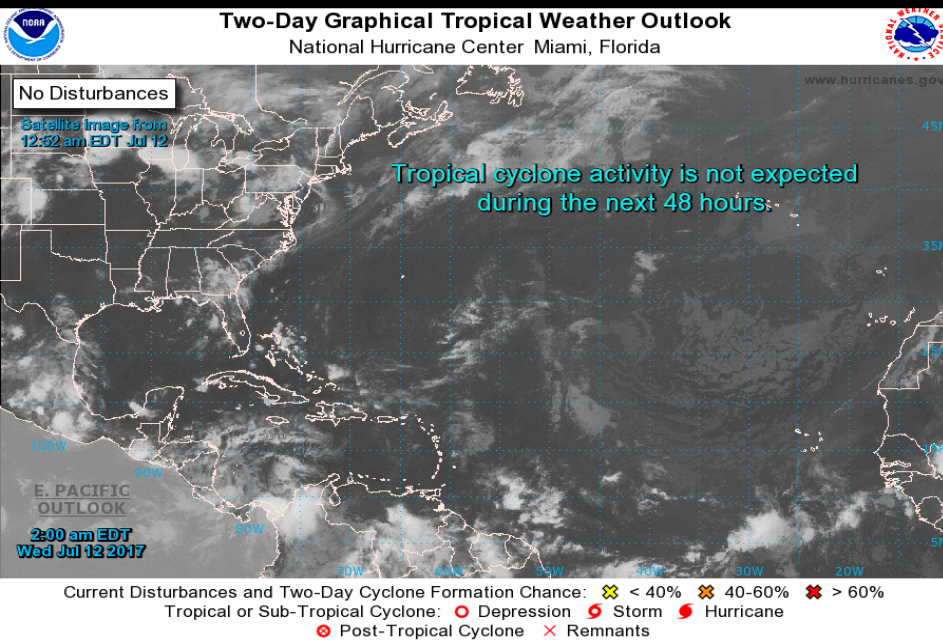 Two-Day Graphical Tropical Weather Outlook
National Hurricane Center Miami, Florida
NOAA
www.hurricanes.gov
No Disturbances
Satellite Image from
12:52 am EDT Jul 12
45N
Tropical cyclone activity is not expected
during the next 48 hours.
35N
100W
90W
E. PACIFIC
OUTLOOK
80W
2:00 am EDT
Wed Jul 12 2017
5N
70W 60W 50W 40W 30W 20W
Current Disturbances and Two-Day Cyclone Formation Chance: < 40% 40-60% > 60%
Tropical or Sub-Tropical Cyclone: Depression Storm Hurricane
Post-Tropical Cyclone Remnants